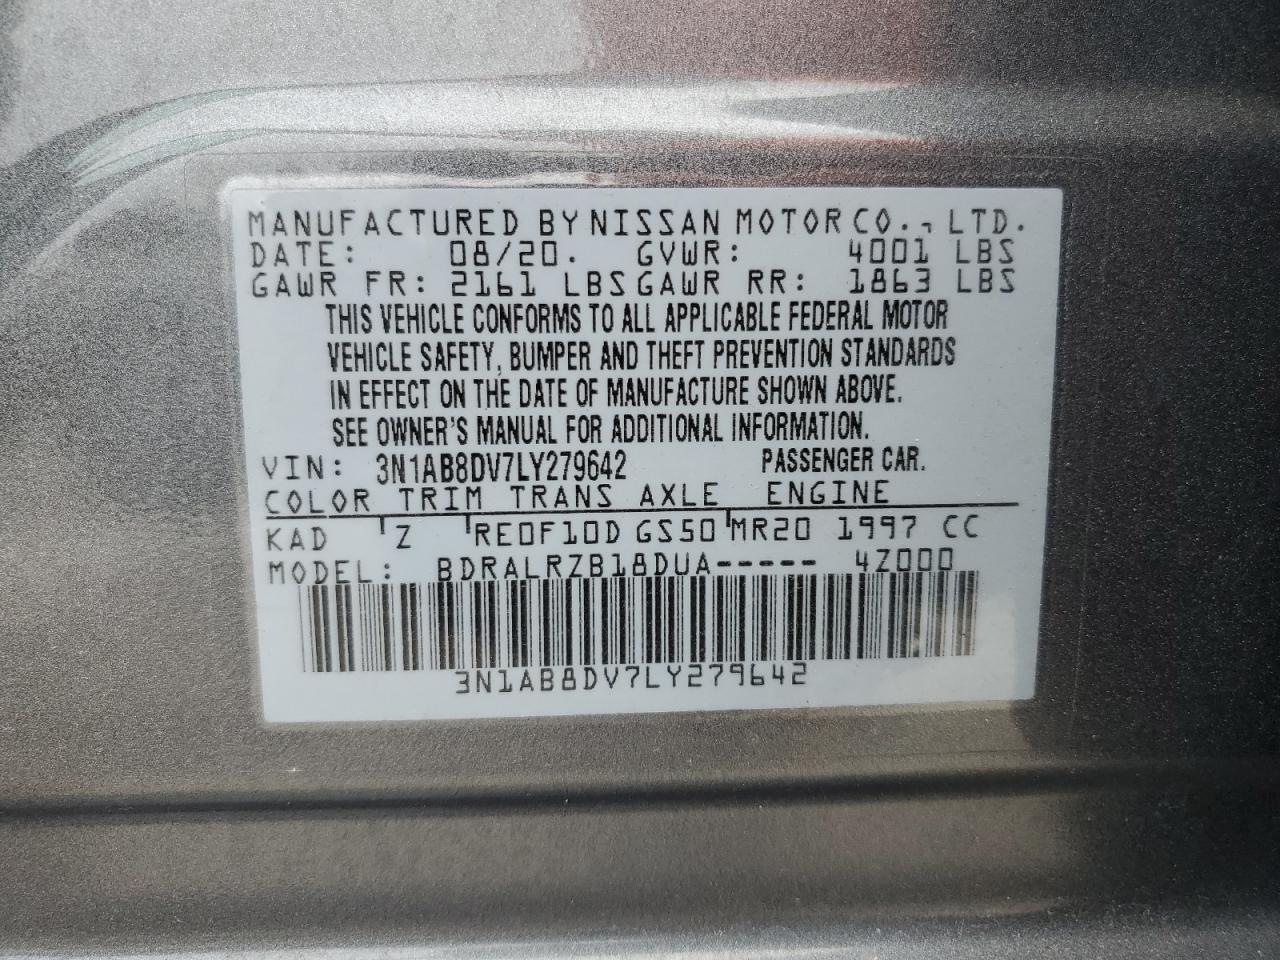 MANUFACTURED BY NISSAN MOTOR CO., LTD.
DATE: 08/20. GVWR: 4001 LBS
GAWR FR: 2161 LBS GAWR RR: 1863 LBS
THIS VEHICLE CONFORMS TO ALL APPLICABLE FEDERAL MOTOR
VEHICLE SAFETY, BUMPER AND THEFT PREVENTION STANDARDS
IN EFFECT ON THE DATE OF MANUFACTURE SHOWN ABOVE.
SEE OWNER'S MANUAL FOR ADDITIONAL INFORMATION.
VIN: 3N1AB8DV7LY279642 PASSENGER CAR.
COLOR TRIM TRANS AXLE ENGINE
KAD Z RE0F10D GS50 MR20 1997 CC
MODEL: BDRALRZB18DUA----- 4Z000
3N1AB8DV7LY279642